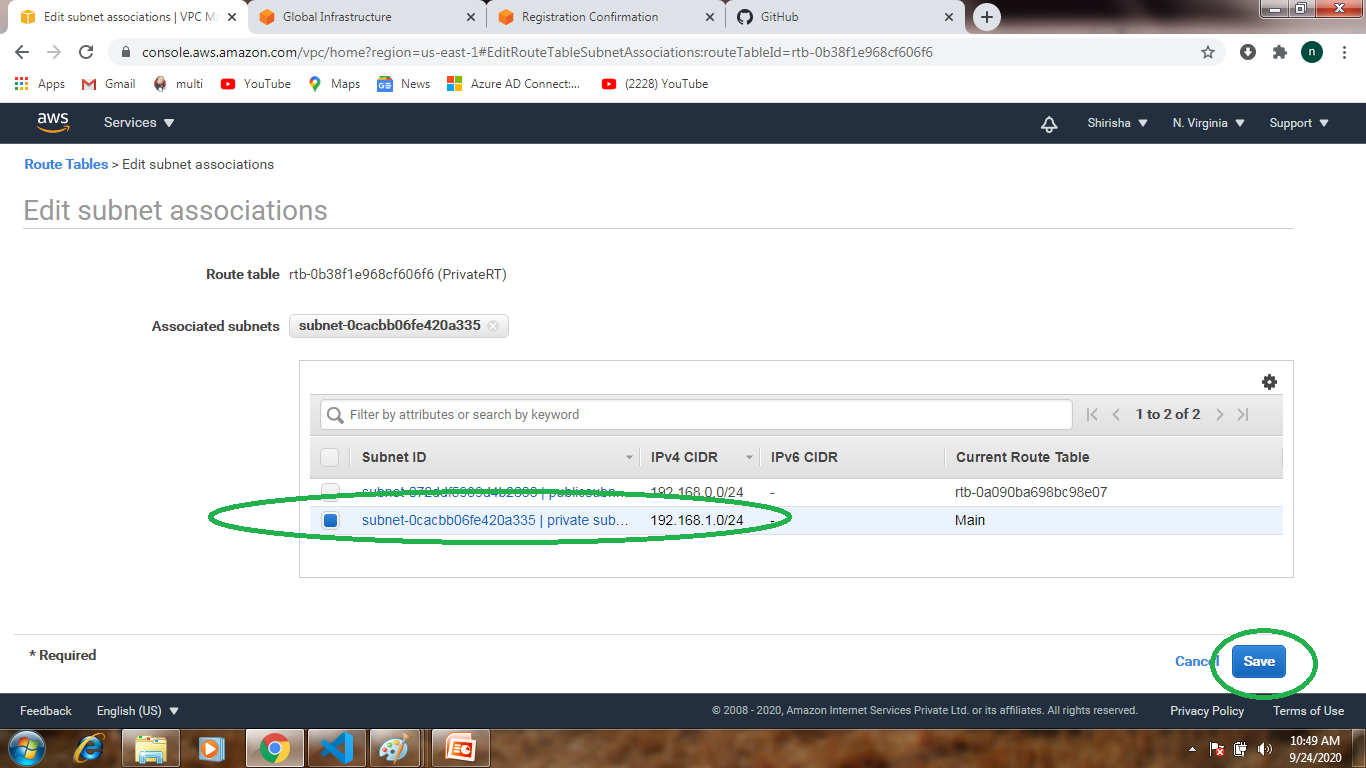 Edit subnet associations | VPC Ma
Global Infrastructure
Registration Confirmation
GitHub
console.aws.amazon.com/vpc/home?region=us-east-1#EditRouteTableSubnetAssociations:routeTableId=rtb-0b38f1e968cf606f6
n
Apps Gmail multi YouTube Maps News Azure AD Connect:... (2228) YouTube
aws Services Shirisha N. Virginia Support
Route Tables > Edit subnet associations
Edit subnet associations
Route table rtb-0b38f1e968cf606f6 (PrivateRT)
Associated subnets subnet-0cacbb06fe420a335
Filter by attributes or search by keyword 1 to 2 of 2
Subnet ID IPv4 CIDR IPv6 CIDR Current Route Table
192.168.0.0/24 - rtb-0a090ba698bc98e07
subnet-0cacbb06fe420a335 | private sub... 192.168.1.0/24 - Main
* Required
Cancel Save
Feedback English (US) © 2008 - 2020, Amazon Internet Services Private Ltd. or its affiliates. All rights reserved. Privacy Policy Terms of Use
10:49 AM
9/24/2020